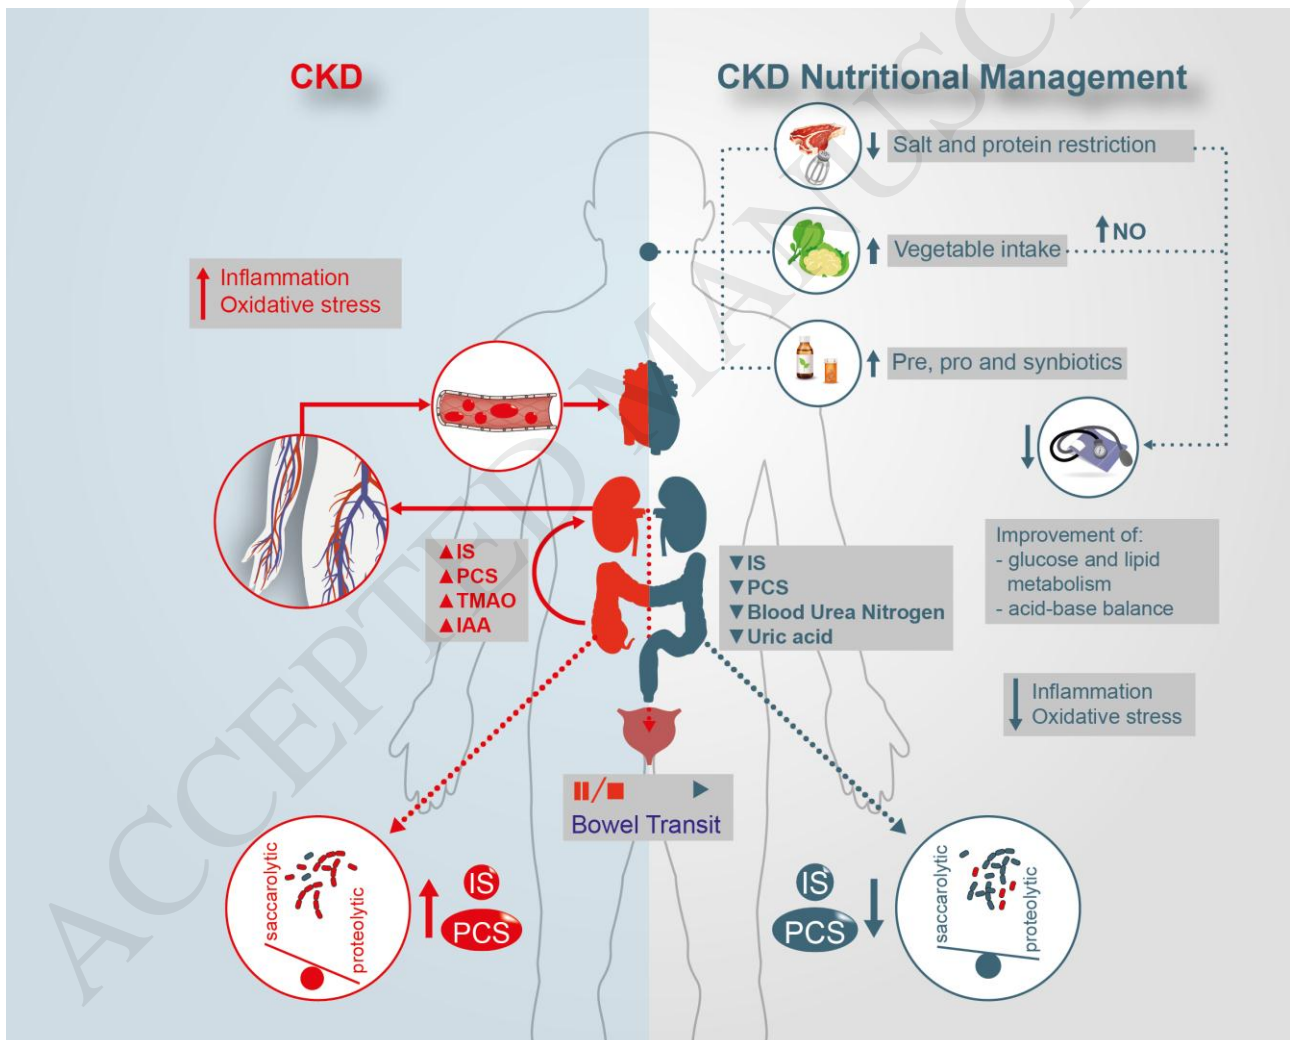 CKD
CKD Nutritional Management
Salt and protein restriction
NO
Vegetable intake
Inflammation
Oxidative stress
Pre, pro and synbiotics
▲IS
▲PCS
▲TMAO
▲IAA
▼IS
▼PCS
▼Blood Urea Nitrogen
▼Uric acid
Improvement of:
- glucose and lipid
metabolism
- acid-base balance
Inflammation
Oxidative stress
Bowel Transit
saccarolytic
proteolytic
IS
PCS
IS
PCS
saccarolytic
proteolytic
ACCEPTED MANUSC